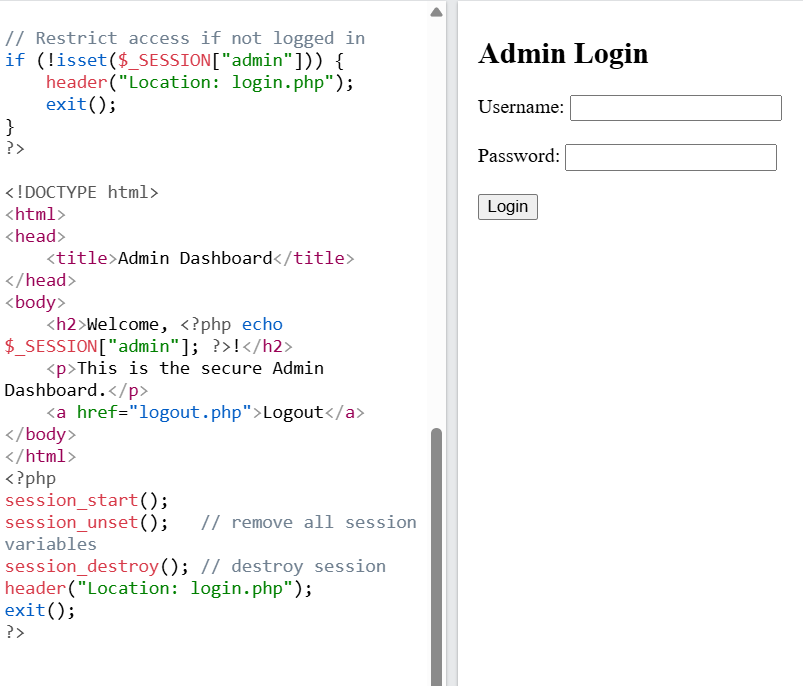 // Restrict access if not logged in
if (!isset($_SESSION["admin"])) {
    header("Location: login.php");
    exit();
}
?>

<!DOCTYPE html>
<html>
<head>
    <title>Admin Dashboard</title>
</head>
<body>
    <h2>Welcome, <?php echo
$_SESSION["admin"]; ?>!</h2>
    <p>This is the secure Admin
Dashboard.</p>
    <a href="logout.php">Logout</a>
</body>
</html>
<?php
session_start();
session_unset();   // remove all session
variables
session_destroy(); // destroy session
header("Location: login.php");
exit();
?>
Admin Login
Username:
Password:
Login